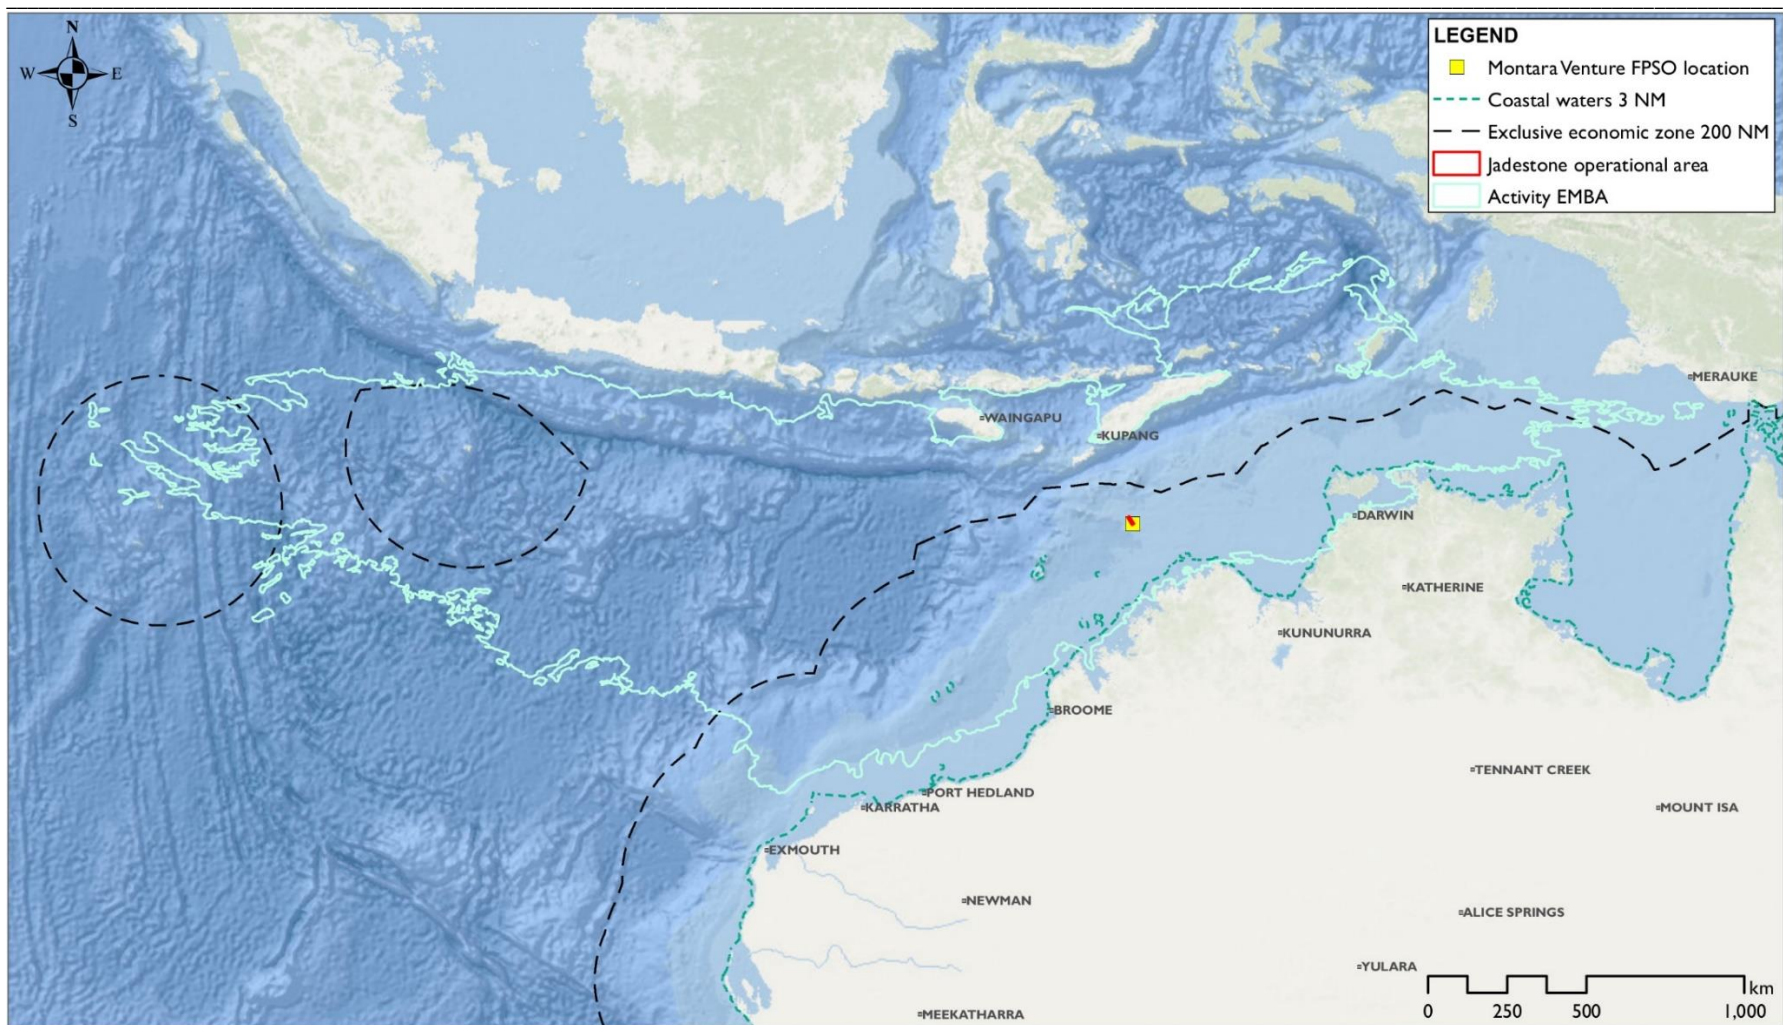 N
W E
S
LEGEND
Montara Venture FPSO location
Coastal waters 3 NM
Exclusive economic zone 200 NM
Jadestone operational area
Activity EMBA
MERAUKE
WAINGAPU
KUPANG
DARWIN
KATHERINE
KUNUNURRA
BROOME
TENNANT CREEK
PORT HEDLAND
KARRATHA
MOUNT ISA
EXMOUTH
NEWMAN
ALICE SPRINGS
YULARA
MEEKATHARRA
km
0 250 500 1,000